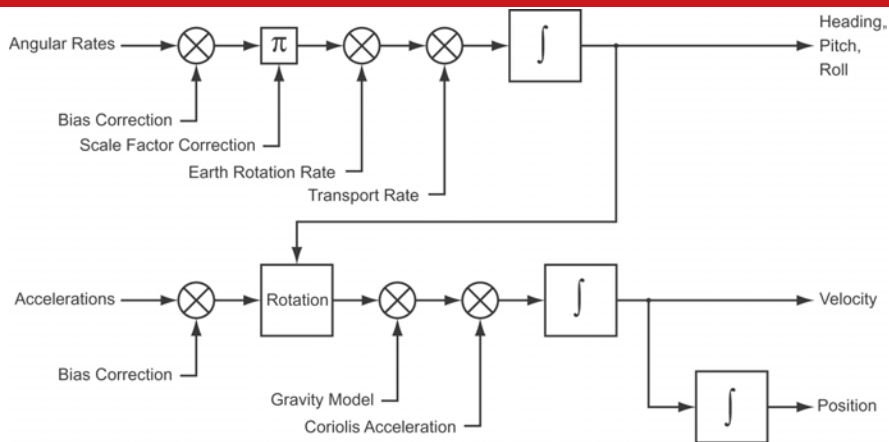 Heading,
Pitch,
Roll
Angular Rates
π
∫
Bias Correction
Scale Factor Correction
Earth Rotation Rate
Transport Rate
Accelerations
Rotation
∫
Velocity
Bias Correction
Gravity Model
Coriolis Acceleration
∫
Position